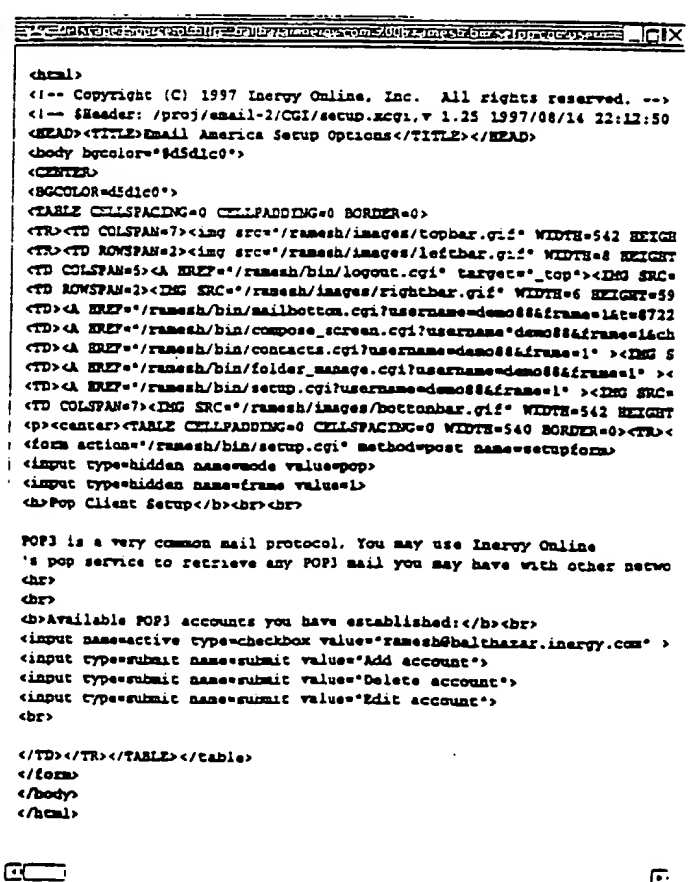 <html>
<!-- Copyright (C) 1997 Inergy Online, Inc.  All rights reserved. -->
<!-- $Header: /proj/email-2/CGI/setup.xcgi,v 1.25 1997/08/14 22:12:50
<HEAD><TITLE>Email America Setup Options</TITLE></HEAD>
<body bgcolor="#d5d1c0">
<CENTER>
<BGCOLOR=d5d1c0">
<TABLE CELLSPACING=0 CELLPADDING=0 BORDER=0>
<TR><TD COLSPAN=7><img src="/ramesh/images/topbar.gif" WIDTH=542 HEIGH
<TR><TD ROWSPAN=2><img src="/ramesh/images/leftbar.gif" WIDTH=8 HEIGHT
<TD COLSPAN=5><A HREF="/ramesh/bin/logout.cgi" target="_top"><IMG SRC=
<TD ROWSPAN=2><IMG SRC="/ramesh/images/rightbar.gif" WIDTH=6 HEIGHT=59
<TD><A HREF="/ramesh/bin/mailbotton.cgi?username=demo88&frame=1&t=8722
<TD><A HREF="/ramesh/bin/compose_screen.cgi?username=demo88&frame=1&ch
<TD><A HREF="/ramesh/bin/contacts.cgi?username=demo88&frame=1" ><IMG S
<TD><A HREF="/ramesh/bin/folder_manage.cgi?username=demo88&frame=1" ><
<TD><A HREF="/ramesh/bin/setup.cgi?username=demo88&frame=1" ><IMG SRC=
<TD COLSPAN=7><IMG SRC="/ramesh/images/bottonbar.gif" WIDTH=542 HEIGHT
<p><center><TABLE CELLPADDING=0 CELLSPACING=0 WIDTH=540 BORDER=0><TR><
<form action="/ramesh/bin/setup.cgi" method=post name=setupform>
<input type=hidden name=mode value=pop>
<input type=hidden name=frame value=1>
<b>Pop Client Setup</b><br><br>
POP3 is a very common mail protocol. You may use Inergy Online
's pop service to retrieve any POP3 mail you may have with other netwo
<hr>
<br>
<b>Available POP3 accounts you have established:</b><br>
<input name=active type=checkbox value="ramesh@balthazar.inergy.com" >
<input type=submit name=submit value="Add account">
<input type=submit name=submit value="Delete account">
<input type=submit name=submit value="Edit account">
<br>
</TD></TR></TABLE></table>
</form>
</body>
</html>